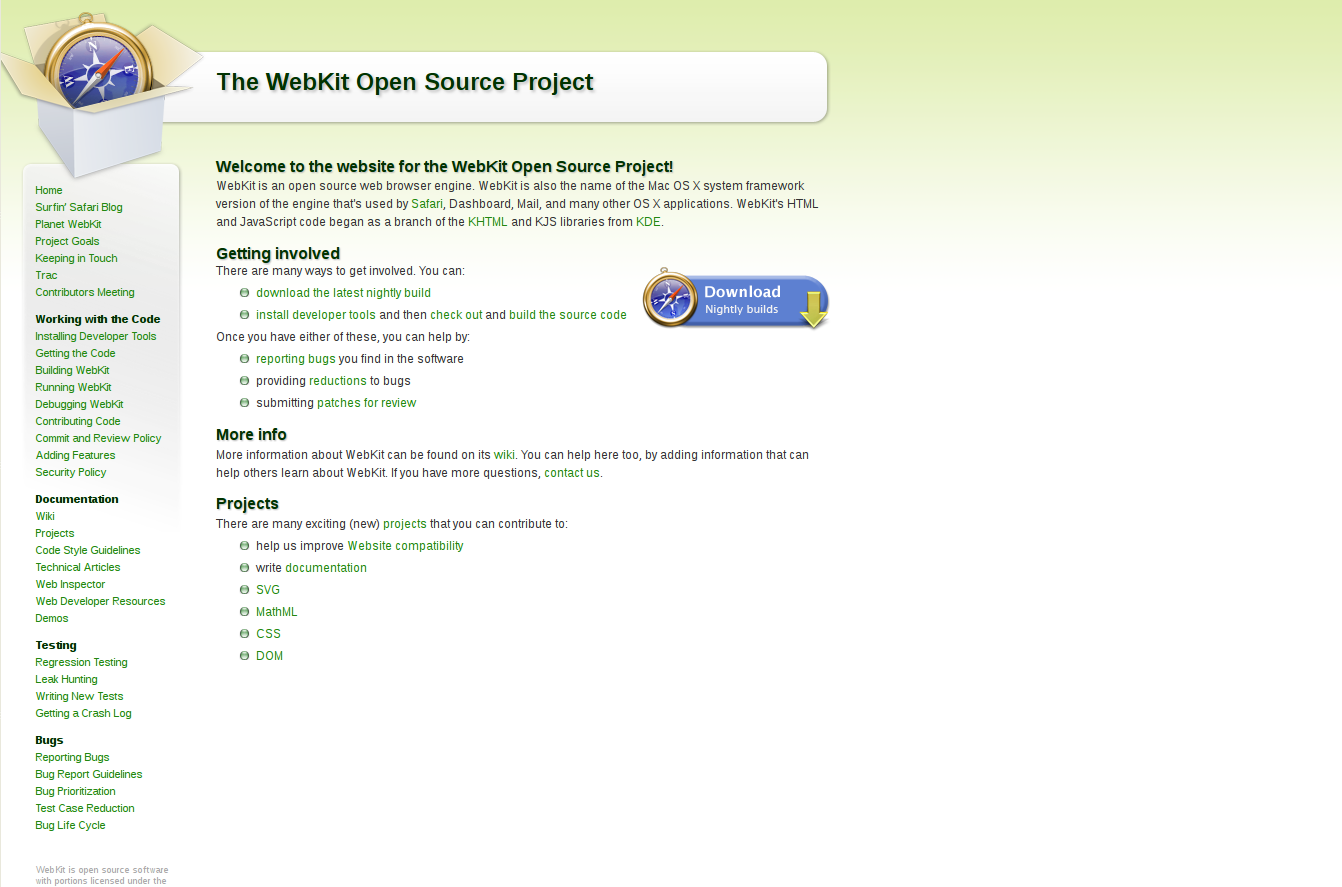 The WebKit Open Source Project
Home
Surfin' Safari Blog
Planet WebKit
Project Goals
Keeping in Touch
Trac
Contributors Meeting
Working with the Code
Installing Developer Tools
Getting the Code
Building WebKit
Running WebKit
Debugging WebKit
Contributing Code
Commit and Review Policy
Adding Features
Security Policy
Documentation
Wiki
Projects
Code Style Guidelines
Technical Articles
Web Inspector
Web Developer Resources
Demos
Testing
Regression Testing
Leak Hunting
Writing New Tests
Getting a Crash Log
Bugs
Reporting Bugs
Bug Report Guidelines
Bug Prioritization
Test Case Reduction
Bug Life Cycle
WebKit is open source software
with portions licensed under the
Welcome to the website for the WebKit Open Source Project!
WebKit is an open source web browser engine. WebKit is also the name of the Mac OS X system framework
version of the engine that's used by Safari, Dashboard, Mail, and many other OS X applications. WebKit's HTML
and JavaScript code began as a branch of the KHTML and KJS libraries from KDE.
Getting involved
There are many ways to get involved. You can:
download the latest nightly build
install developer tools and then check out and build the source code
Download
Nightly builds
Once you have either of these, you can help by:
reporting bugs you find in the software
providing reductions to bugs
submitting patches for review
More info
More information about WebKit can be found on its wiki. You can help here too, by adding information that can
help others learn about WebKit. If you have more questions, contact us.
Projects
There are many exciting (new) projects that you can contribute to:
help us improve Website compatibility
write documentation
SVG
MathML
CSS
DOM